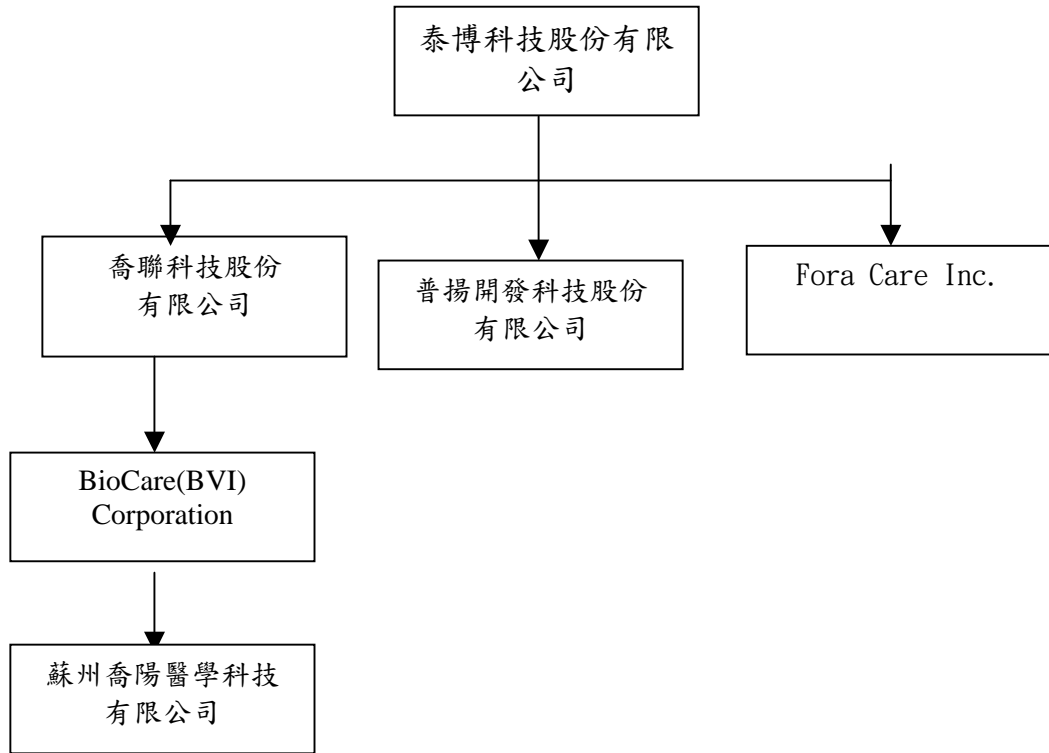 泰博科技股份有限
公司
喬聯科技股份
有限公司
普揚開發科技股份
有限公司
Fora Care Inc.
BioCare(BVI)
Corporation
蘇州喬陽醫學科技
有限公司